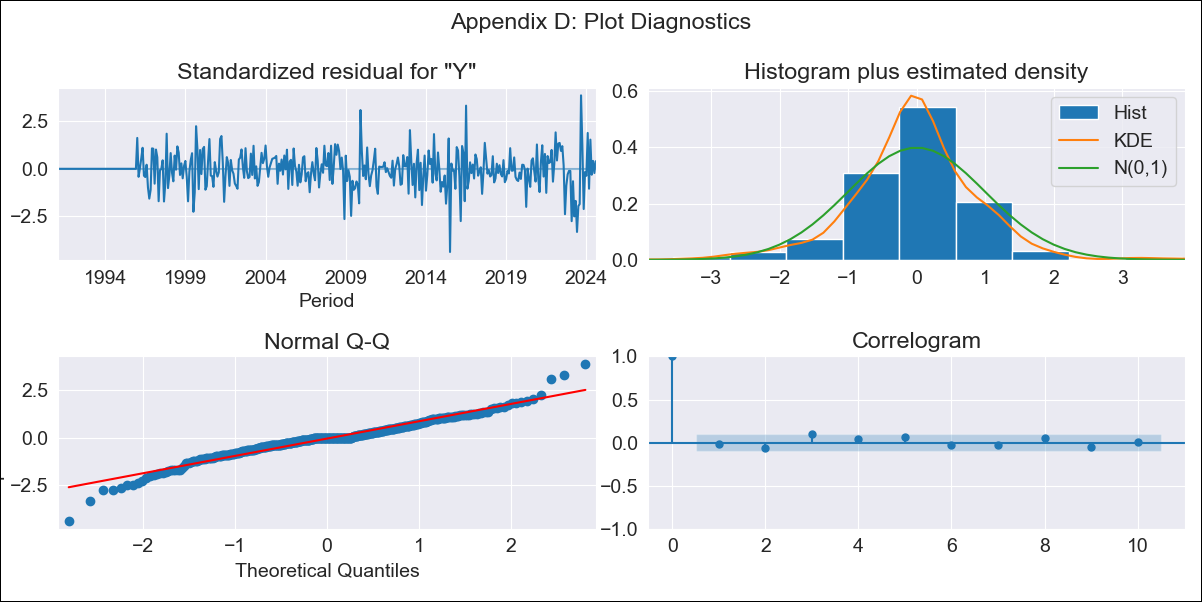 Appendix D: Plot Diagnostics
Standardized residual for "Y"
2.5
0.0
−2.5
1994 1999 2004 2009 2014 2019 2024
Period
Histogram plus estimated density
0.6
0.4
0.2
0.0
−3 −2 −1 0 1 2 3
Hist
KDE
N(0,1)
Normal Q-Q
2.5
0.0
−2.5
−2 −1 0 1 2
Theoretical Quantiles
Correlogram
1.0
0.5
0.0
−0.5
−1.0
0 2 4 6 8 10